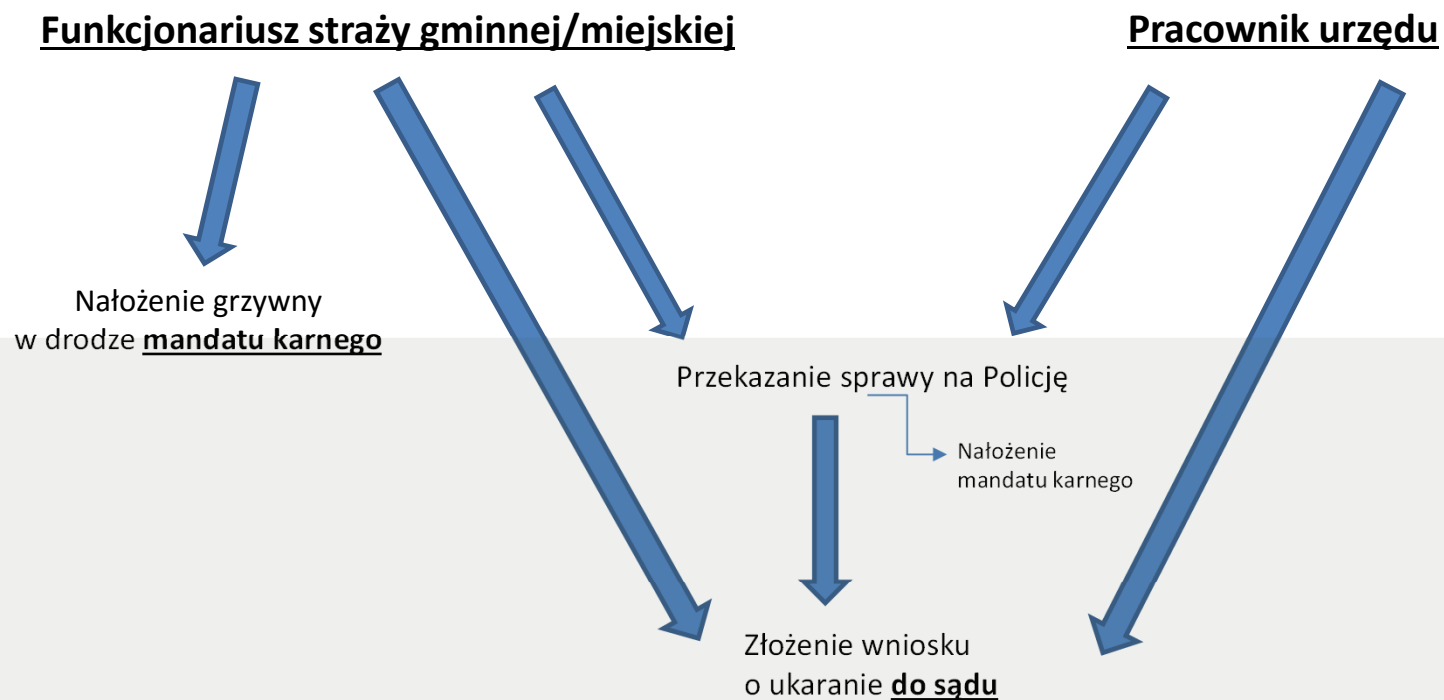 Funkcjonariusz straży gminnej/miejskiej
Pracownik urzędu
Nałożenie grzywny
w drodze mandatu karnego
Przekazanie sprawy na Policję
Nałożenie
mandatu karnego
Złożenie wniosku
o ukaranie do sądu